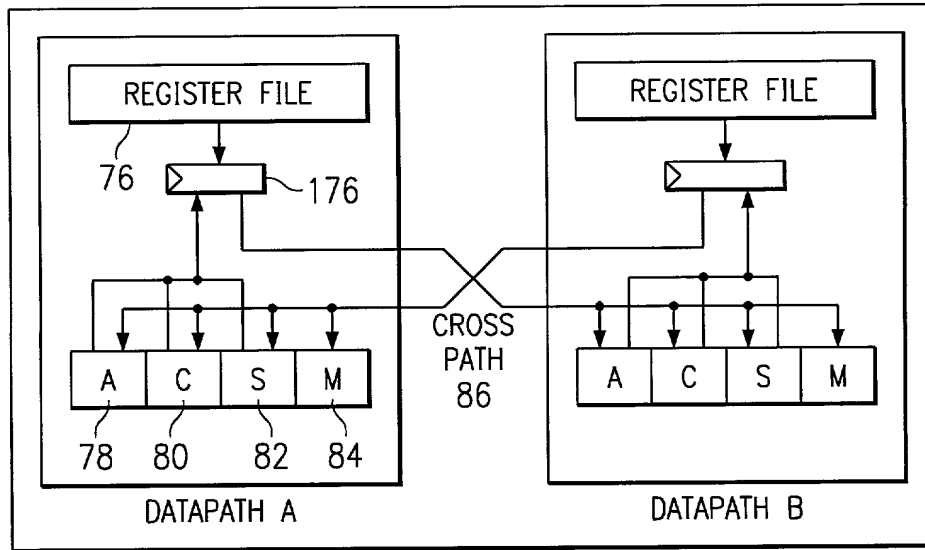 REGISTER FILE
76
176
A C S M
78 80 82 84
DATAPATH A
CROSS
PATH
86
REGISTER FILE
A C S M
DATAPATH B